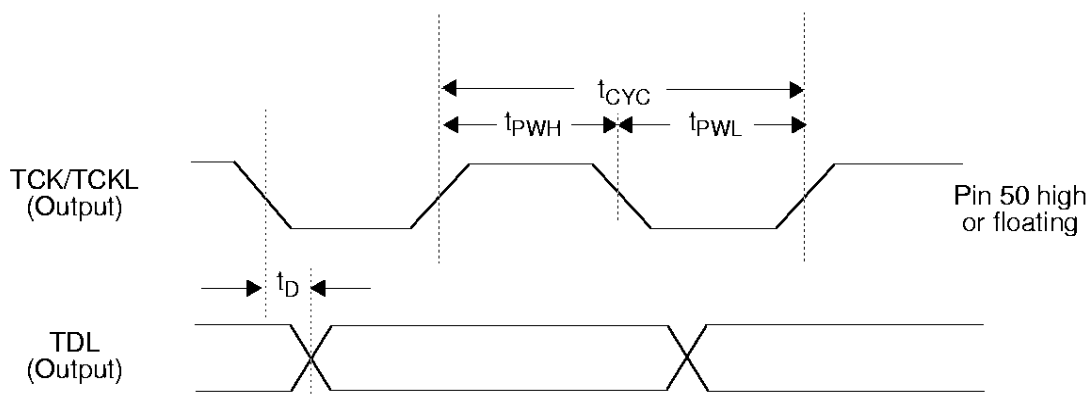 tCYC
tPWH
tPWL
TCK/TCKL
(Output)
Pin 50 high
or floating
tD
TDL
(Output)